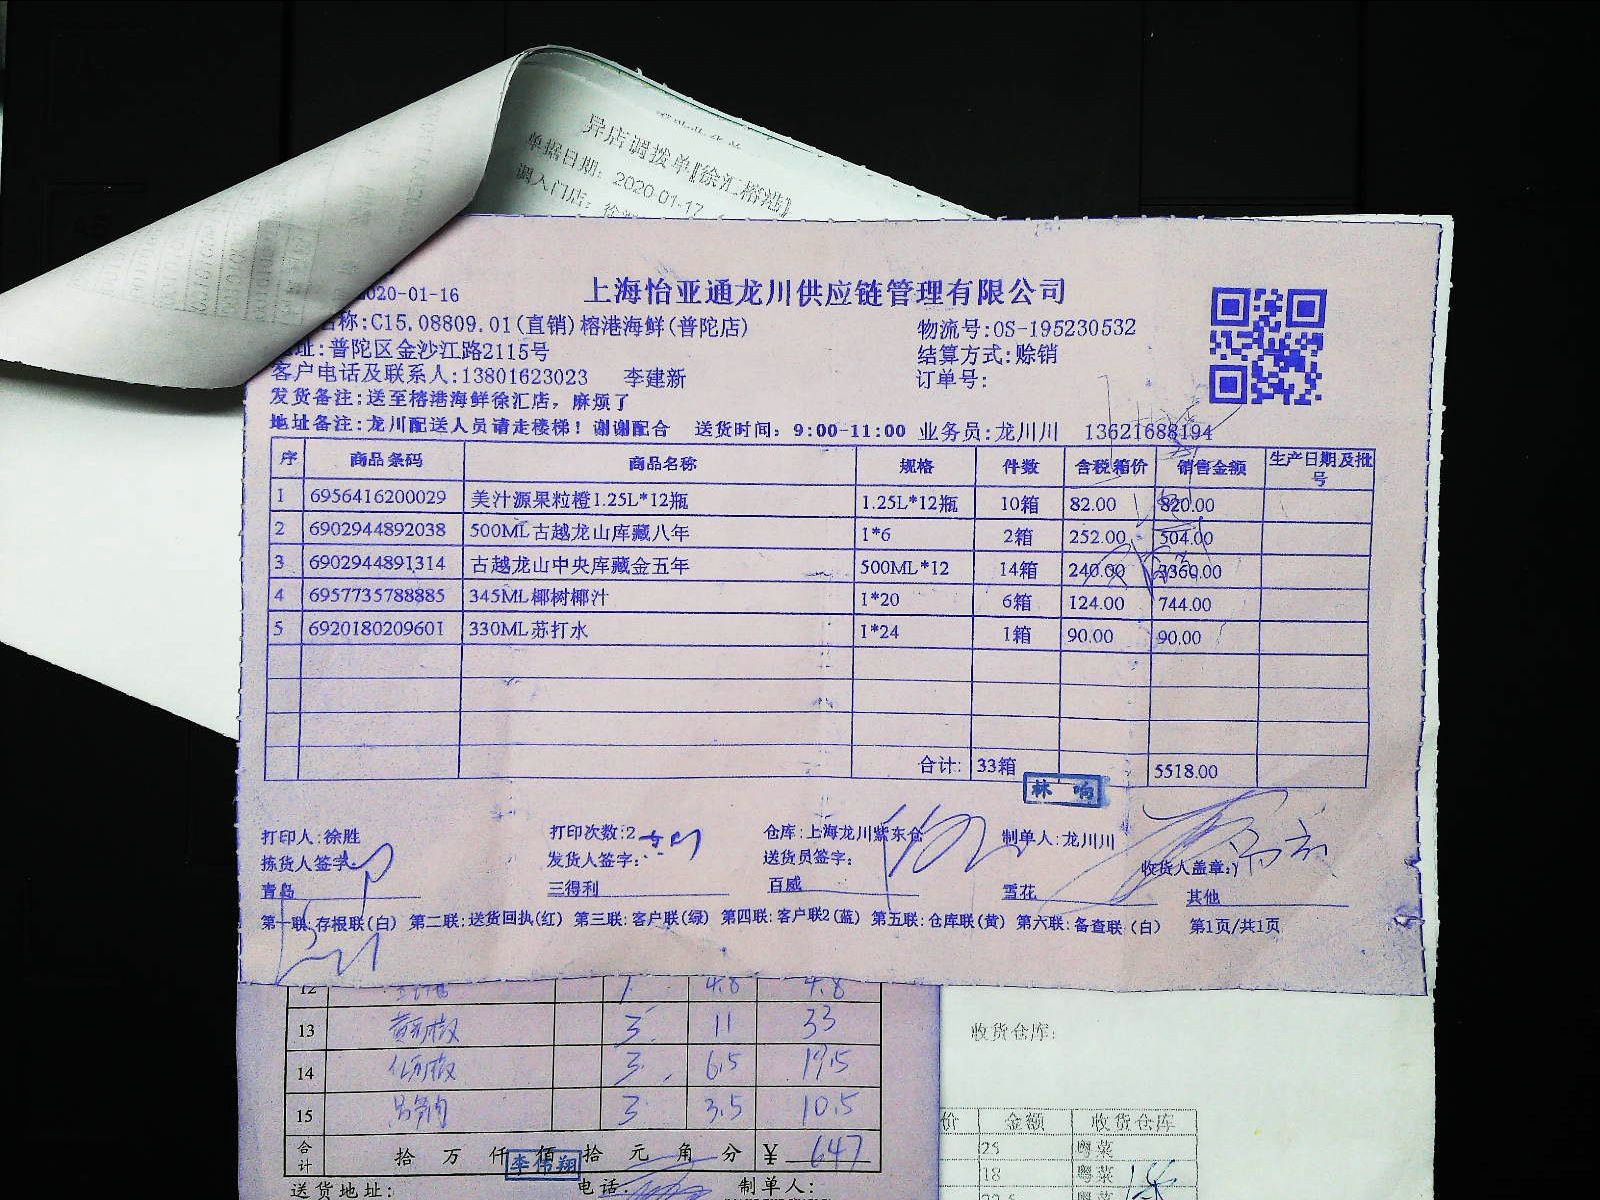 异店调拨单【徐汇榕港】
单据日期: 2020-01-17
调入门店: 徐
2020-01-16
上海怡亚通龙川供应链管理有限公司
称:C15.08809.01(直销)榕港海鲜(普陀店)
物流号:OS-195230532
址:普陀区金沙江路2115号
结算方式:赊销
客户电话及联系人:13801623023 李建新
订单号:
发货备注:送至榕港海鲜徐汇店，麻烦了
地址备注:龙川配送人员请走楼梯！谢谢配合 送货时间: 9:00-11:00 业务员:龙川川 13621688194
序 商品条码 商品名称 规格 件数 含税箱价 销售金额 生产日期及批号
1 6956416200029 美汁源果粒橙1.25L*12瓶 1.25L*12瓶 10箱 82.00 820.00
2 6902944892038 500ML古越龙山库藏八年 1*6 2箱 252.00 504.00
3 6902944891314 古越龙山中央库藏金五年 500ML*12 14箱 240.00 3360.00
4 6957735788885 345ML椰树椰汁 1*20 6箱 124.00 744.00
5 6920180209601 330ML苏打水 1*24 1箱 90.00 90.00
合计: 33箱 5518.00
林 响
打印人:徐胜 打印次数:2 仓库:上海龙川紫东仓 制单人:龙川川
拣货人签字: 发货人签字: 送货员签字: 收货人盖章:
青岛 三得利 百威 雪花 其他
第一联:存根联(白) 第二联:送货回执(红) 第三联:客户联(绿) 第四联:客户联2(蓝) 第五联:仓库联(黄) 第六联:备查联(白) 第1页/共1页
12 1 4.8 4.8
13 3 11 33
14 3 6.5 19.5
15 3 3.5 10.5
合计 拾 万 仟 佰 拾 元 角 分 ¥ 647
李伟翔
送货地址: 电话: 制单人:
收货仓库:
价 金额 收货仓库
25 粤菜
18 粤菜